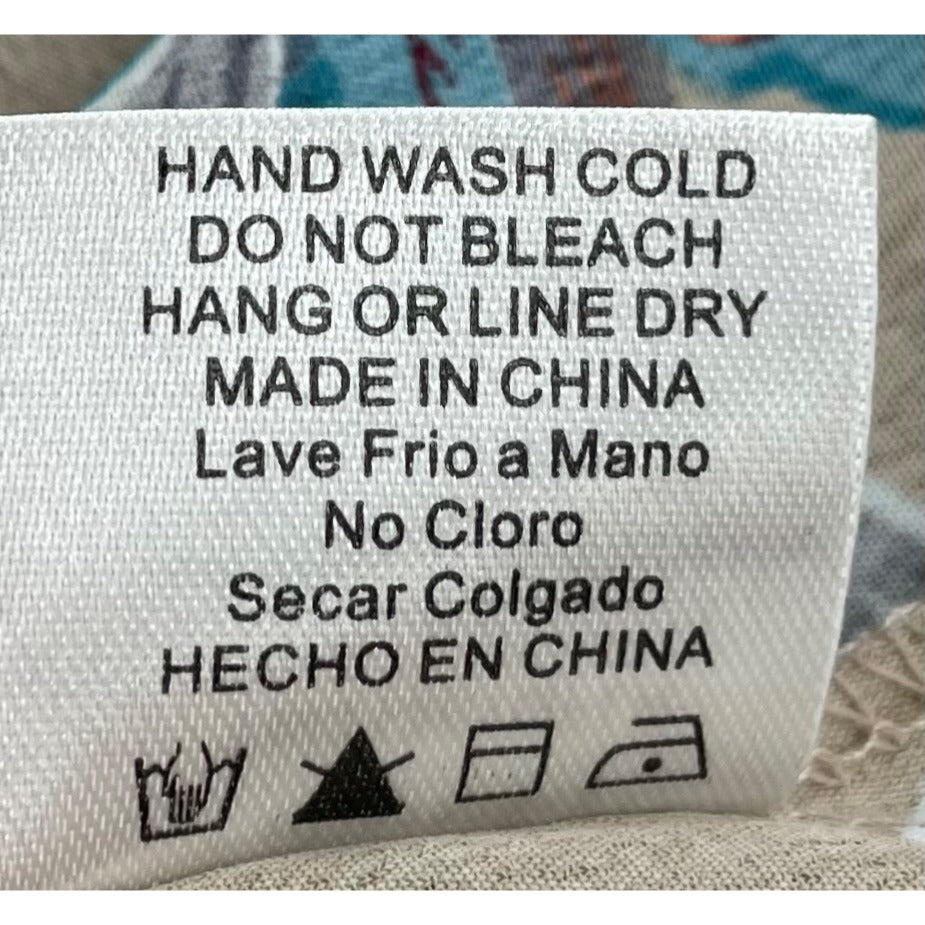 HAND WASH COLD
DO NOT BLEACH
HANG OR LINE DRY
MADE IN CHINA
Lave Frio a Mano
No Cloro
Secar Colgado
HECHO EN CHINA